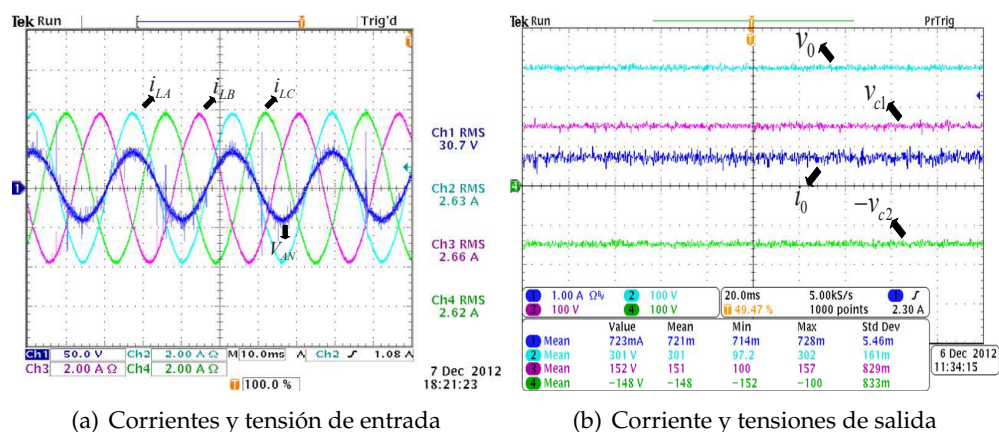 Tek Run Trig'd
T
T
i_LA i_LB i_LC
1
V_AN
Ch1 RMS
30.7 V
Ch2 RMS
2.63 A
Ch3 RMS
2.66 A
Ch4 RMS
2.62 A
Ch1 50.0 V Ch2 2.00 A Ω M 10.0ms A Ch2 ʃ 1.08 A
Ch3 2.00 A Ω Ch4 2.00 A Ω
T 100.0 %
7 Dec 2012
18:21:23
(a) Corrientes y tensión de entrada
Tek Run PrTrig
T
v_0
v_c1
4
i_0
-v_c2
1 1.00 A Ω 2 100 V 20.0ms 5.00kS/s 1 ʃ
3 100 V 4 100 V T 49.47 % 1000 points 2.30 A
Value Mean Min Max Std Dev
1 Mean 723mA 721m 714m 728m 5.46m
2 Mean 301 V 301 97.2 302 161m
3 Mean 152 V 151 100 157 829m
4 Mean −148 V −148 −152 −100 833m
6 Dec 2012
11:34:15
(b) Corriente y tensiones de salida